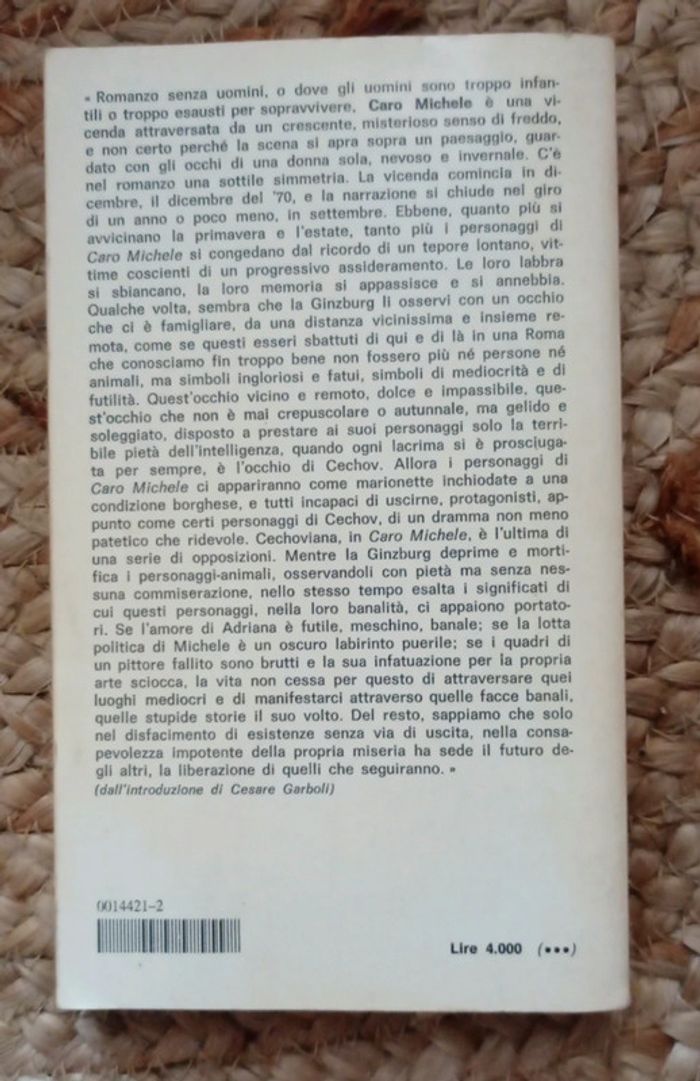 « Romanzo senza uomini, o dove gli uomini sono troppo infan-
tili o troppo esausti per sopravvivere, Caro Michele è una vi-
cenda attraversata da un crescente, misterioso senso di freddo,
e non certo perché la scena si apra sopra un paesaggio, guar-
dato con gli occhi di una donna sola, nevoso e invernale. C'è
nel romanzo una sottile simmetria. La vicenda comincia in di-
cembre, il dicembre del '70, e la narrazione si chiude nel giro
di un anno o poco meno, in settembre. Ebbene, quanto più si
avvicinano la primavera e l'estate, tanto più i personaggi di
Caro Michele si congedano dal ricordo di un tepore lontano, vit-
time coscienti di un progressivo assideramento. Le loro labbra
si sbiancano, la loro memoria si appassisce e si annebbia.
Qualche volta, sembra che la Ginzburg li osservi con un occhio
che ci è famigliare, da una distanza vicinissima e insieme re-
mota, come se questi esseri sbattuti di qui e di là in una Roma
che conosciamo fin troppo bene non fossero più né persone né
animali, ma simboli ingloriosi e fatui, simboli di mediocrità e di
futilità. Quest'occhio vicino e remoto, dolce e impassibile, que-
st'occhio che non è mai crepuscolare o autunnale, ma gelido e
soleggiato, disposto a prestare ai suoi personaggi solo la terri-
bile pietà dell'intelligenza, quando ogni lacrima si è prosciuga-
ta per sempre, è l'occhio di Cechov. Allora i personaggi di
Caro Michele ci appariranno come marionette inchiodate a una
condizione borghese, e tutti incapaci di uscirne, protagonisti, ap-
punto come certi personaggi di Cechov, di un dramma non meno
patetico che ridevole. Cechoviana, in Caro Michele, è l'ultima di
una serie di opposizioni. Mentre la Ginzburg deprime e morti-
fica i personaggi-animali, osservandoli con pietà ma senza nes-
suna commiserazione, nello stesso tempo esalta i significati di
cui questi personaggi, nella loro banalità, ci appaiono portato-
ri. Se l'amore di Adriana è futile, meschino, banale; se la lotta
politica di Michele è un oscuro labirinto puerile; se i quadri di
un pittore fallito sono brutti e la sua infatuazione per la propria
arte sciocca, la vita non cessa per questo di attraversare quei
luoghi mediocri e di manifestarci attraverso quelle facce banali,
quelle stupide storie il suo volto. Del resto, sappiamo che solo
nel disfacimento di esistenze senza via di uscita, nella consa-
pevolezza impotente della propria miseria ha sede il futuro de-
gli altri, la liberazione di quelli che seguiranno. »
(dall'introduzione di Cesare Garboli)
0014421-2
Lire 4.000 (•••)